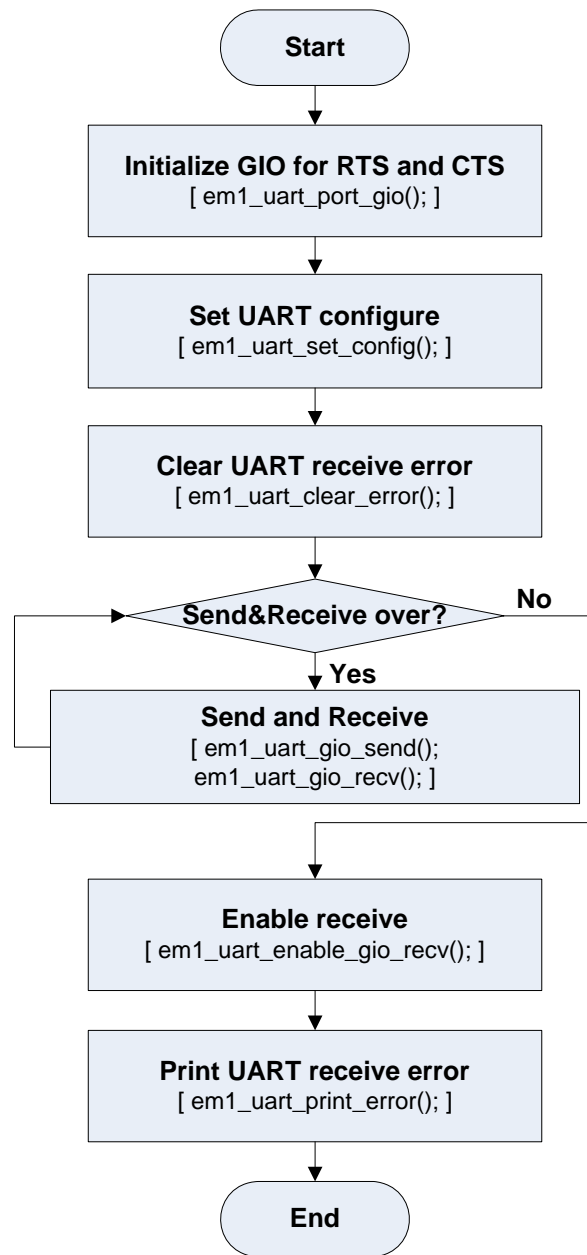 Start
Initialize GIO for RTS and CTS
[ em1_uart_port_gio(); ]
Set UART configure
[ em1_uart_set_config(); ]
Clear UART receive error
[ em1_uart_clear_error(); ]
Send&Receive over?
No
Yes
Send and Receive
[ em1_uart_gio_send();
em1_uart_gio_recv(); ]
Enable receive
[ em1_uart_enable_gio_recv(); ]
Print UART receive error
[ em1_uart_print_error(); ]
End